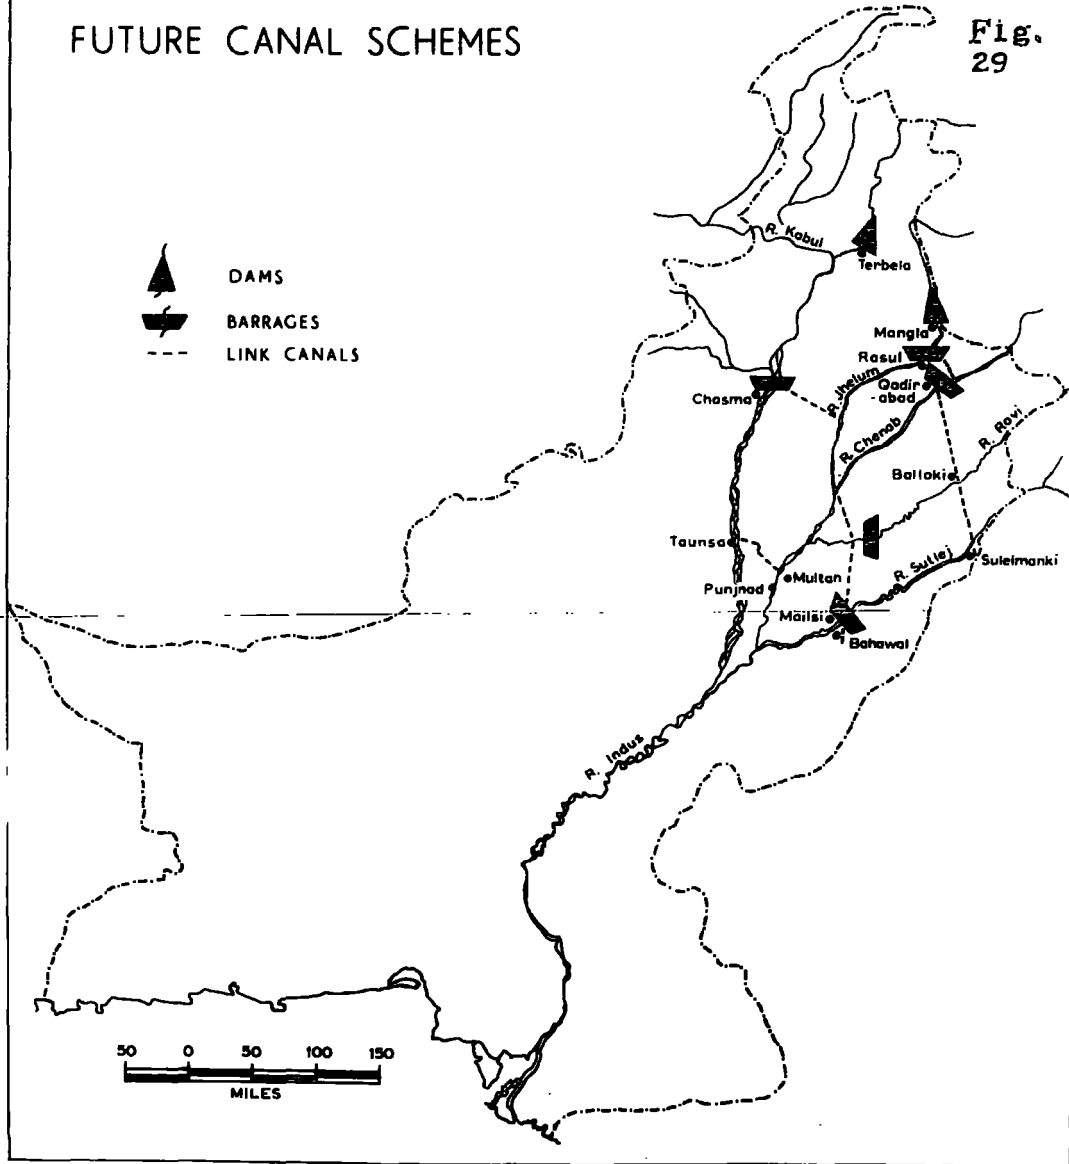 FUTURE CANAL SCHEMES
Fig.
29
DAMS
BARRAGES
LINK CANALS
R. Kabul
Terbela
Mangla
Rasul
R. Jhelum
Qadir
-abad
Chasma
R. Chenab
R. Ravi
Balloki
Taunsa
Multan
R. Sutlej
Suleimanki
Punjnad
Mailsi
Bahawal
R. Indus
50 0 50 100 150
MILES